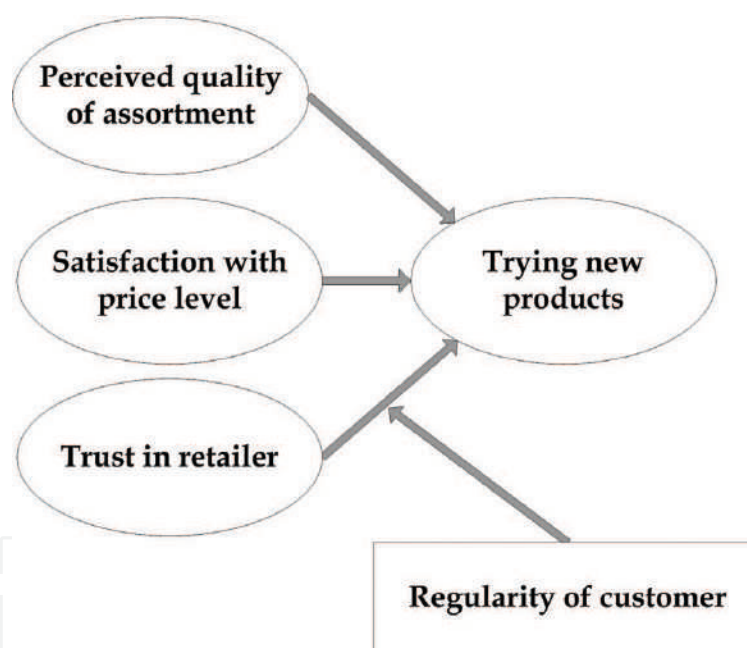 Perceived quality
of assortment
Satisfaction with
price level
Trying new
products
Trust in retailer
Regularity of customer